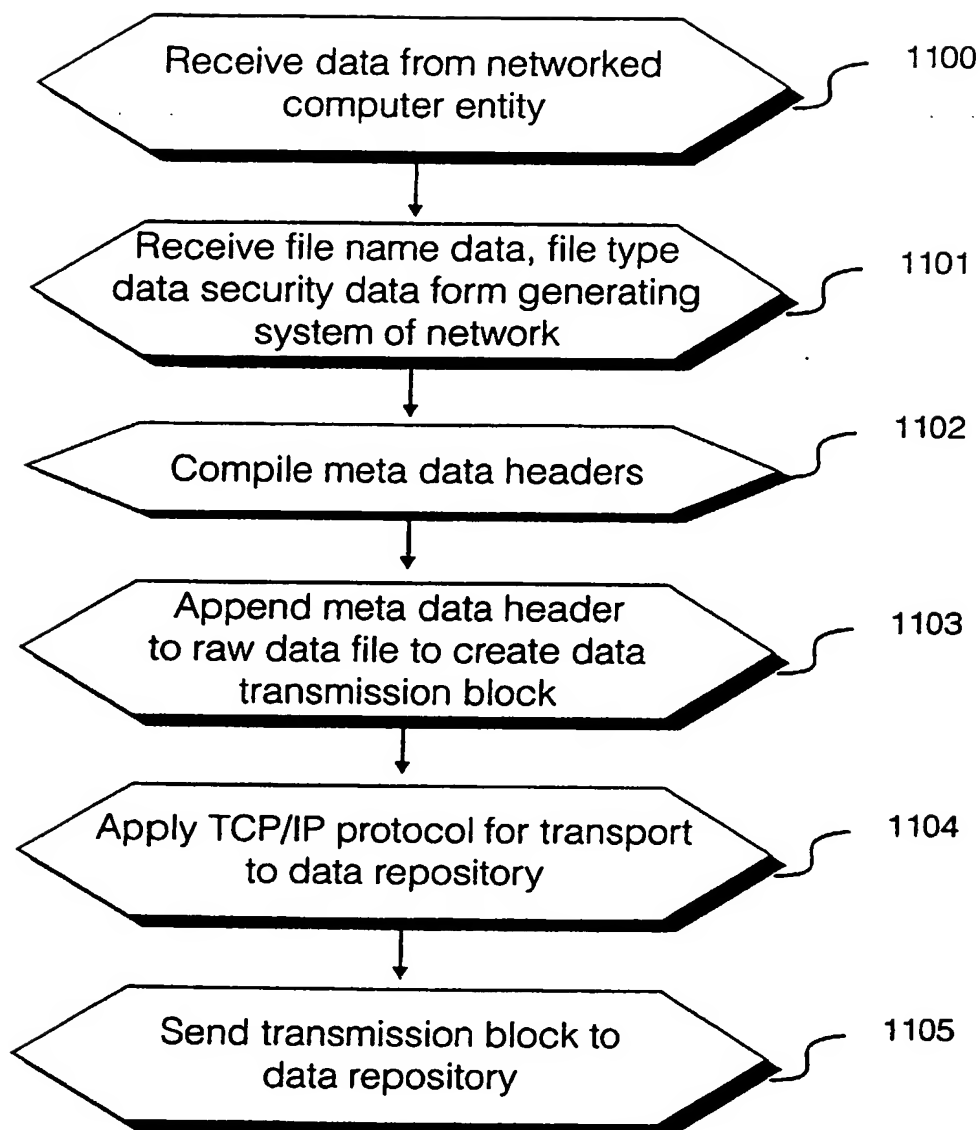 Receive data from networked
computer entity
1100
Receive file name data, file type
data security data form generating
system of network
1101
Compile meta data headers
1102
Append meta data header
to raw data file to create data
transmission block
1103
Apply TCP/IP protocol for transport
to data repository
1104
Send transmission block to
data repository
1105